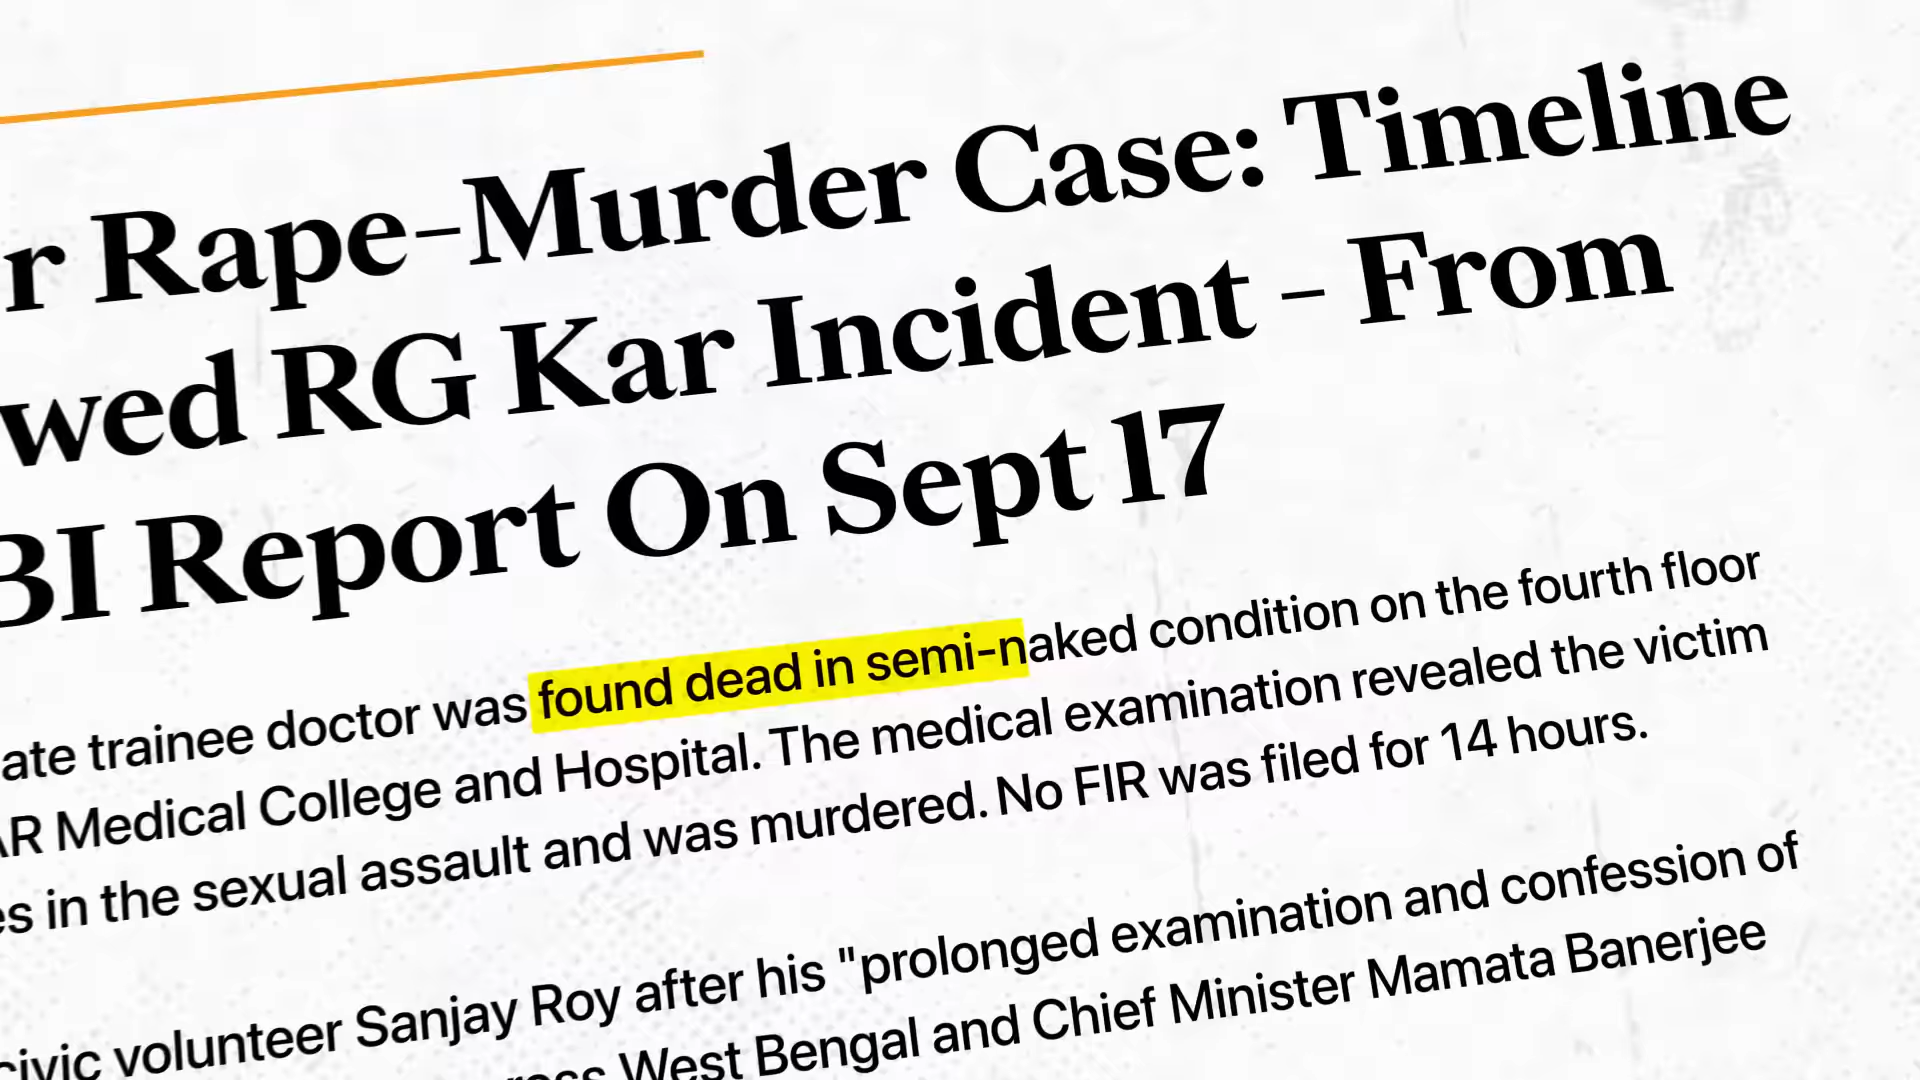 r Rape-Murder Case: Timeline
wed RG Kar Incident - From
BI Report On Sept 17
ate trainee doctor was found dead in semi-naked condition on the fourth floor
AR Medical College and Hospital. The medical examination revealed the victim
es in the sexual assault and was murdered. No FIR was filed for 14 hours.
civic volunteer Sanjay Roy after his "prolonged examination and confession of
ross West Bengal and Chief Minister Mamata Banerjee